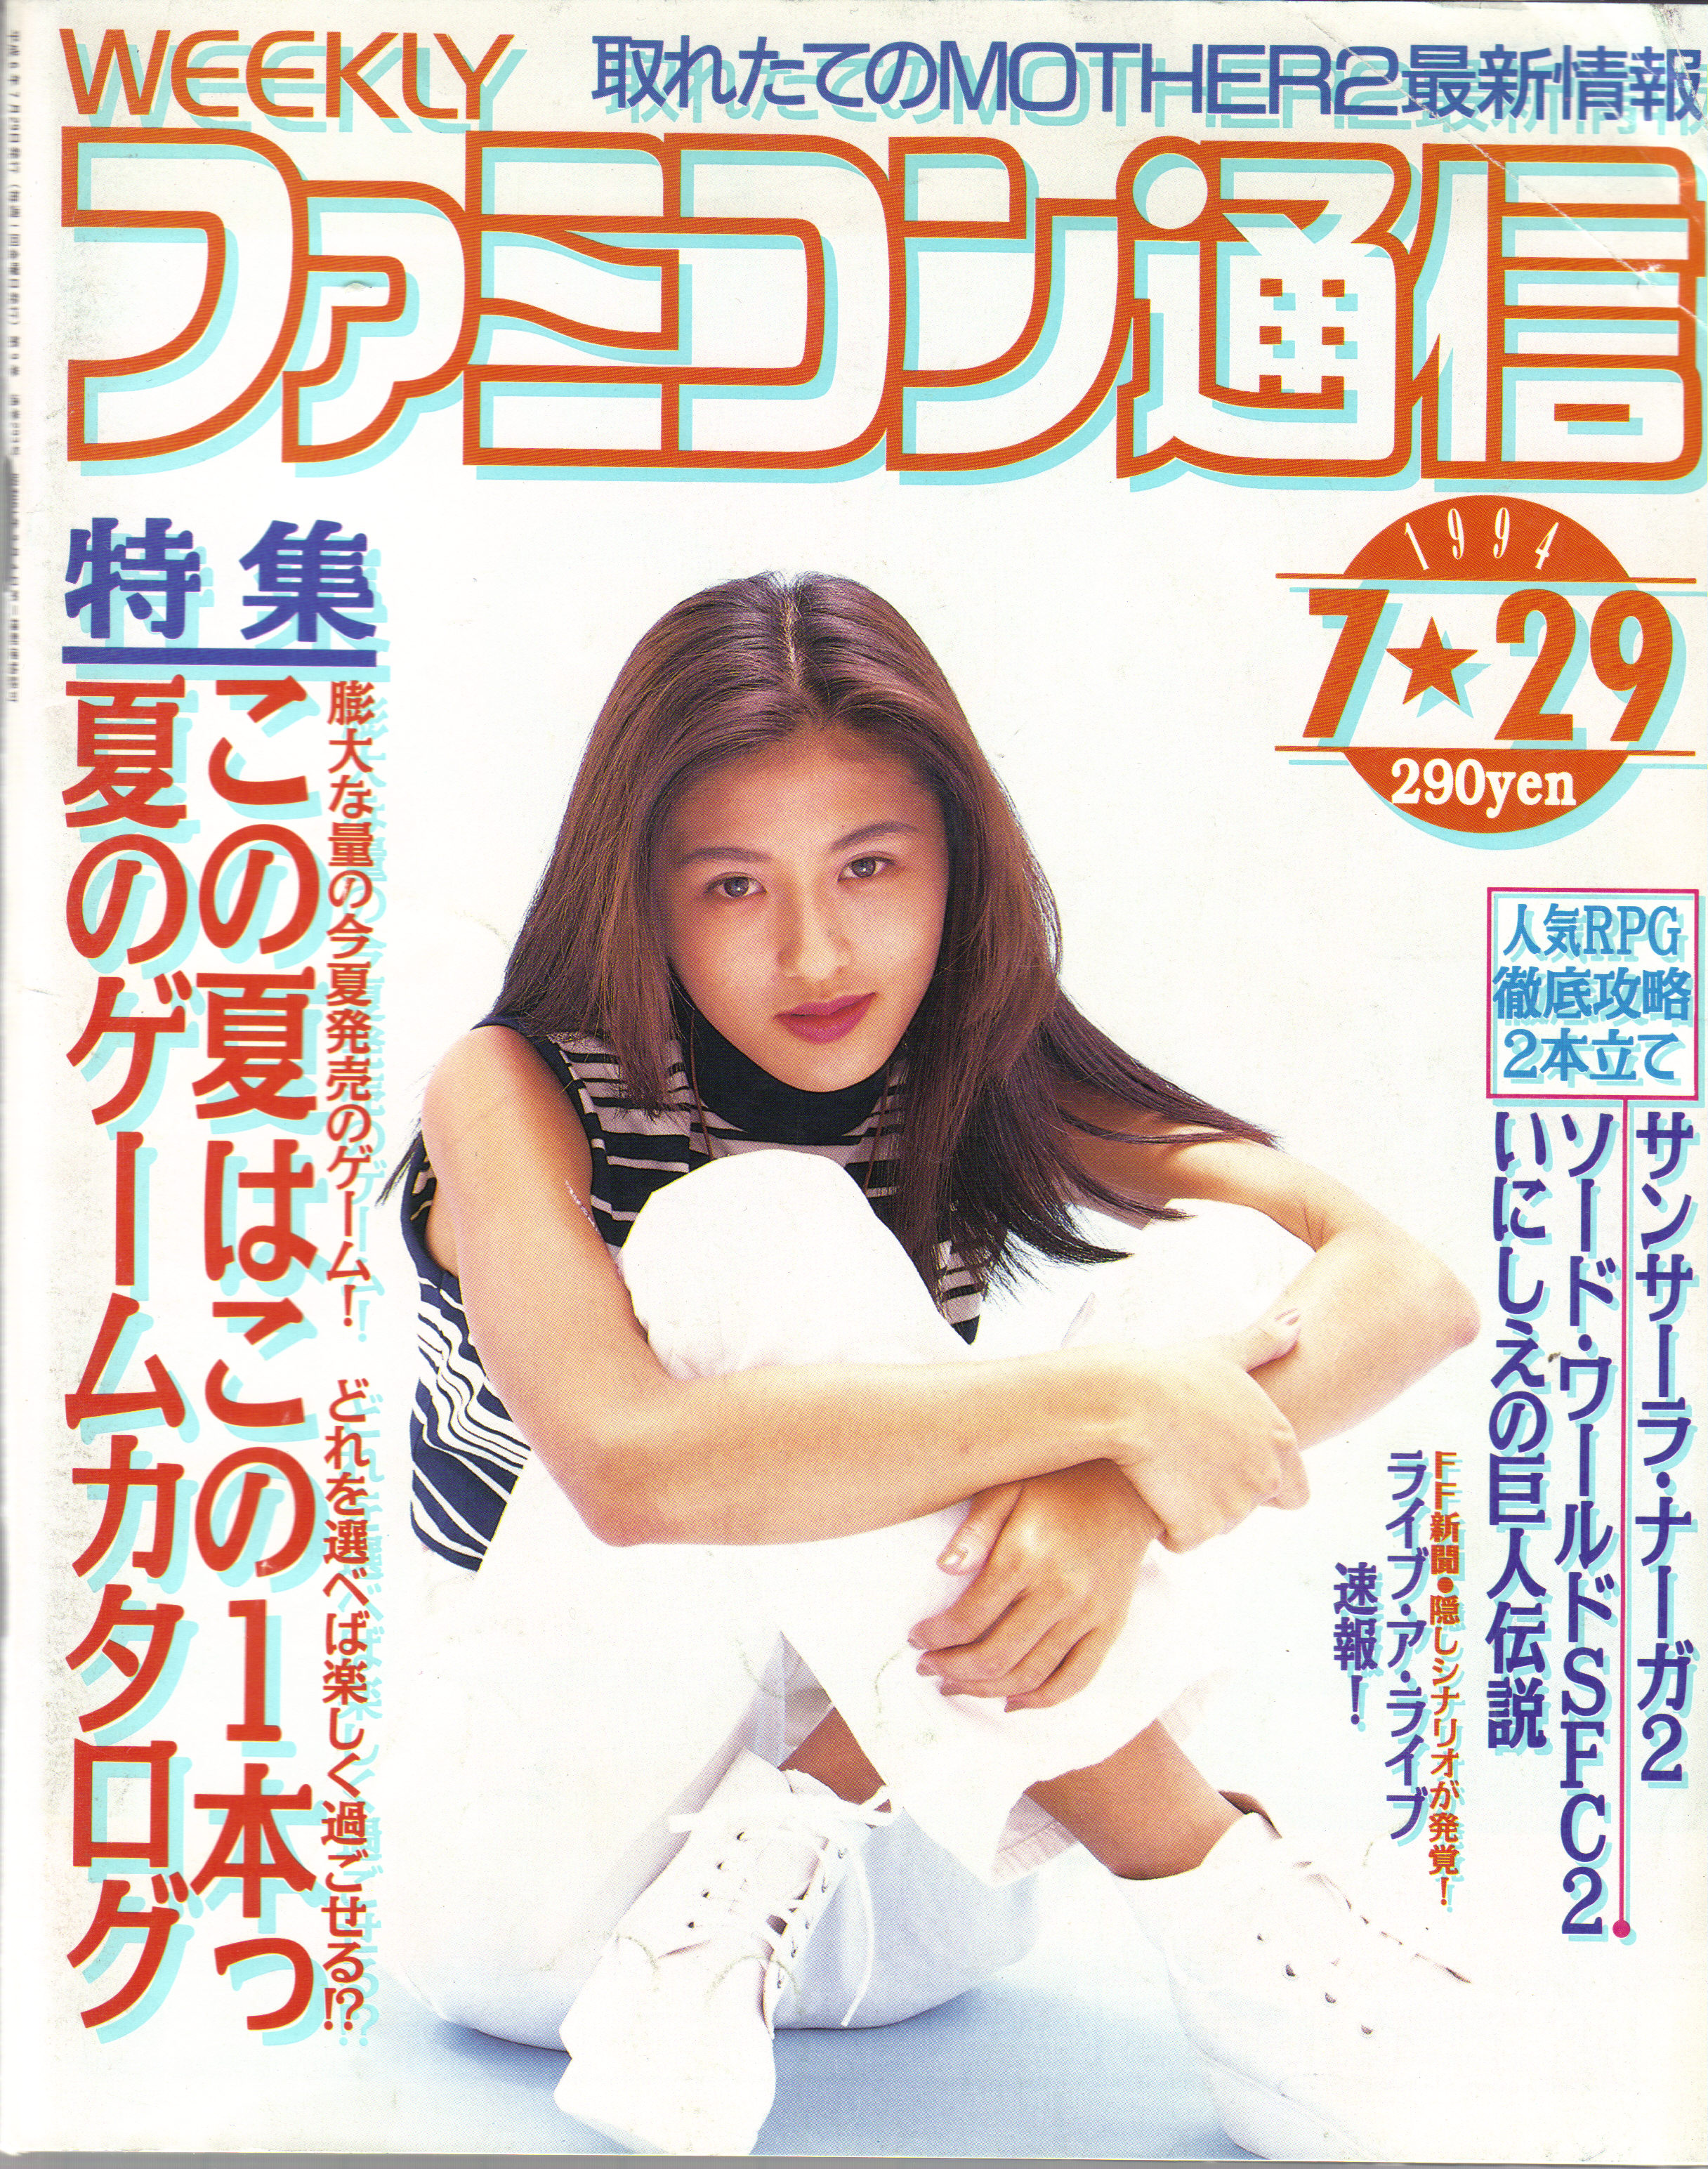 WEEKLY
取れたてのMOTHER2最新情報
ファミコン通信
1994
7★29
290yen
特集
膨大な量の今夏発売のゲーム！ どれを選べば楽しく過ごせる!?
この夏はこの1本っ
夏のゲームカタログ
人気RPG
徹底攻略
2本立て
サンサーラ・ナーガ2
ソード・ワールドSFC2
いにしえの巨人伝説
FF新聞・隠しシナリオが発覚！
ライブ・ア・ライブ
速報！